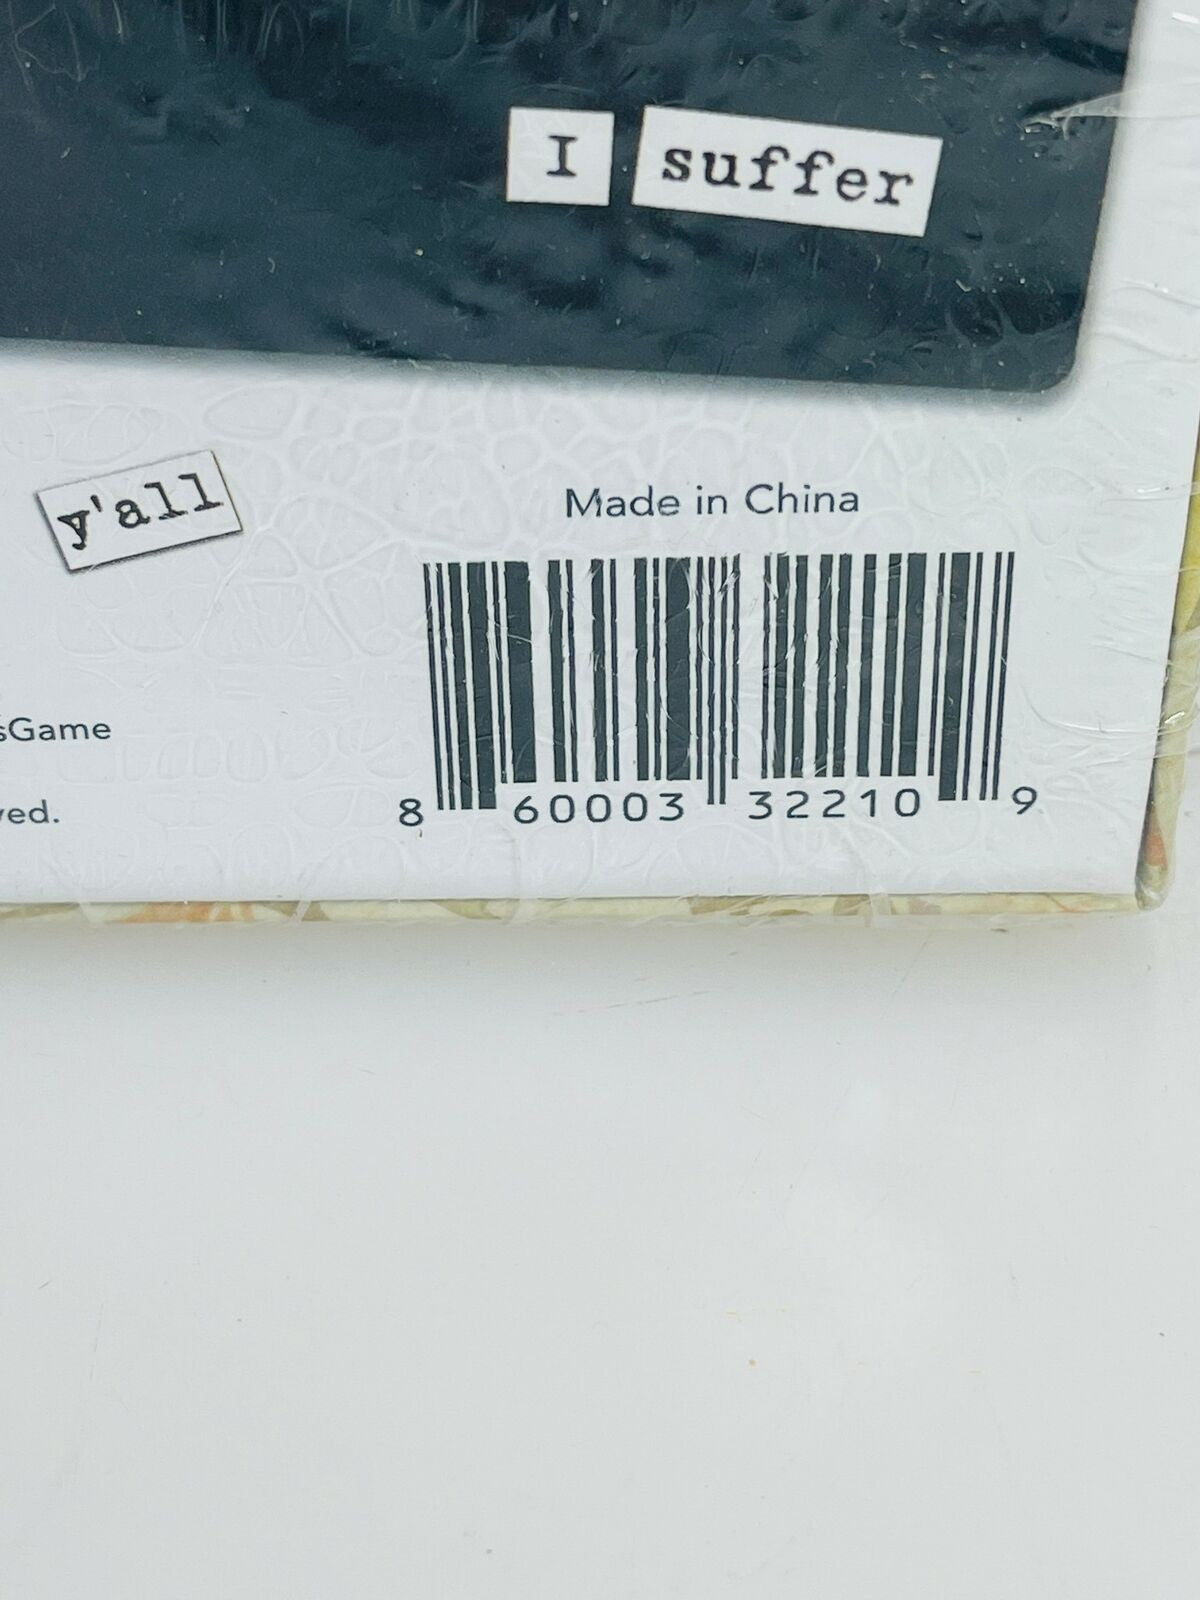 I suffer
y'all
Made in China
sGame
ved.
8 60003 32210 9